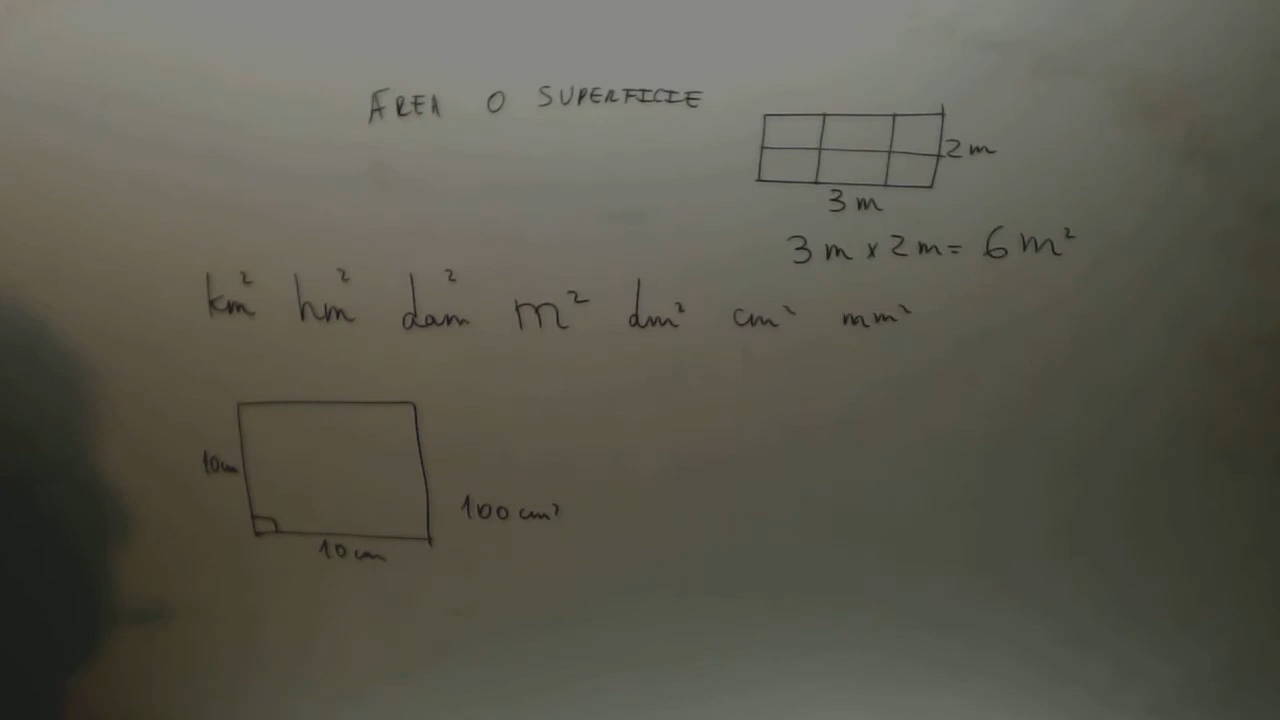 AREA O SUPERFICIE
2 m
3 m
3 m x 2 m = 6 m²
km² hm² dam² m² dm² cm² mm²
10cm
100 cm²
10 cm